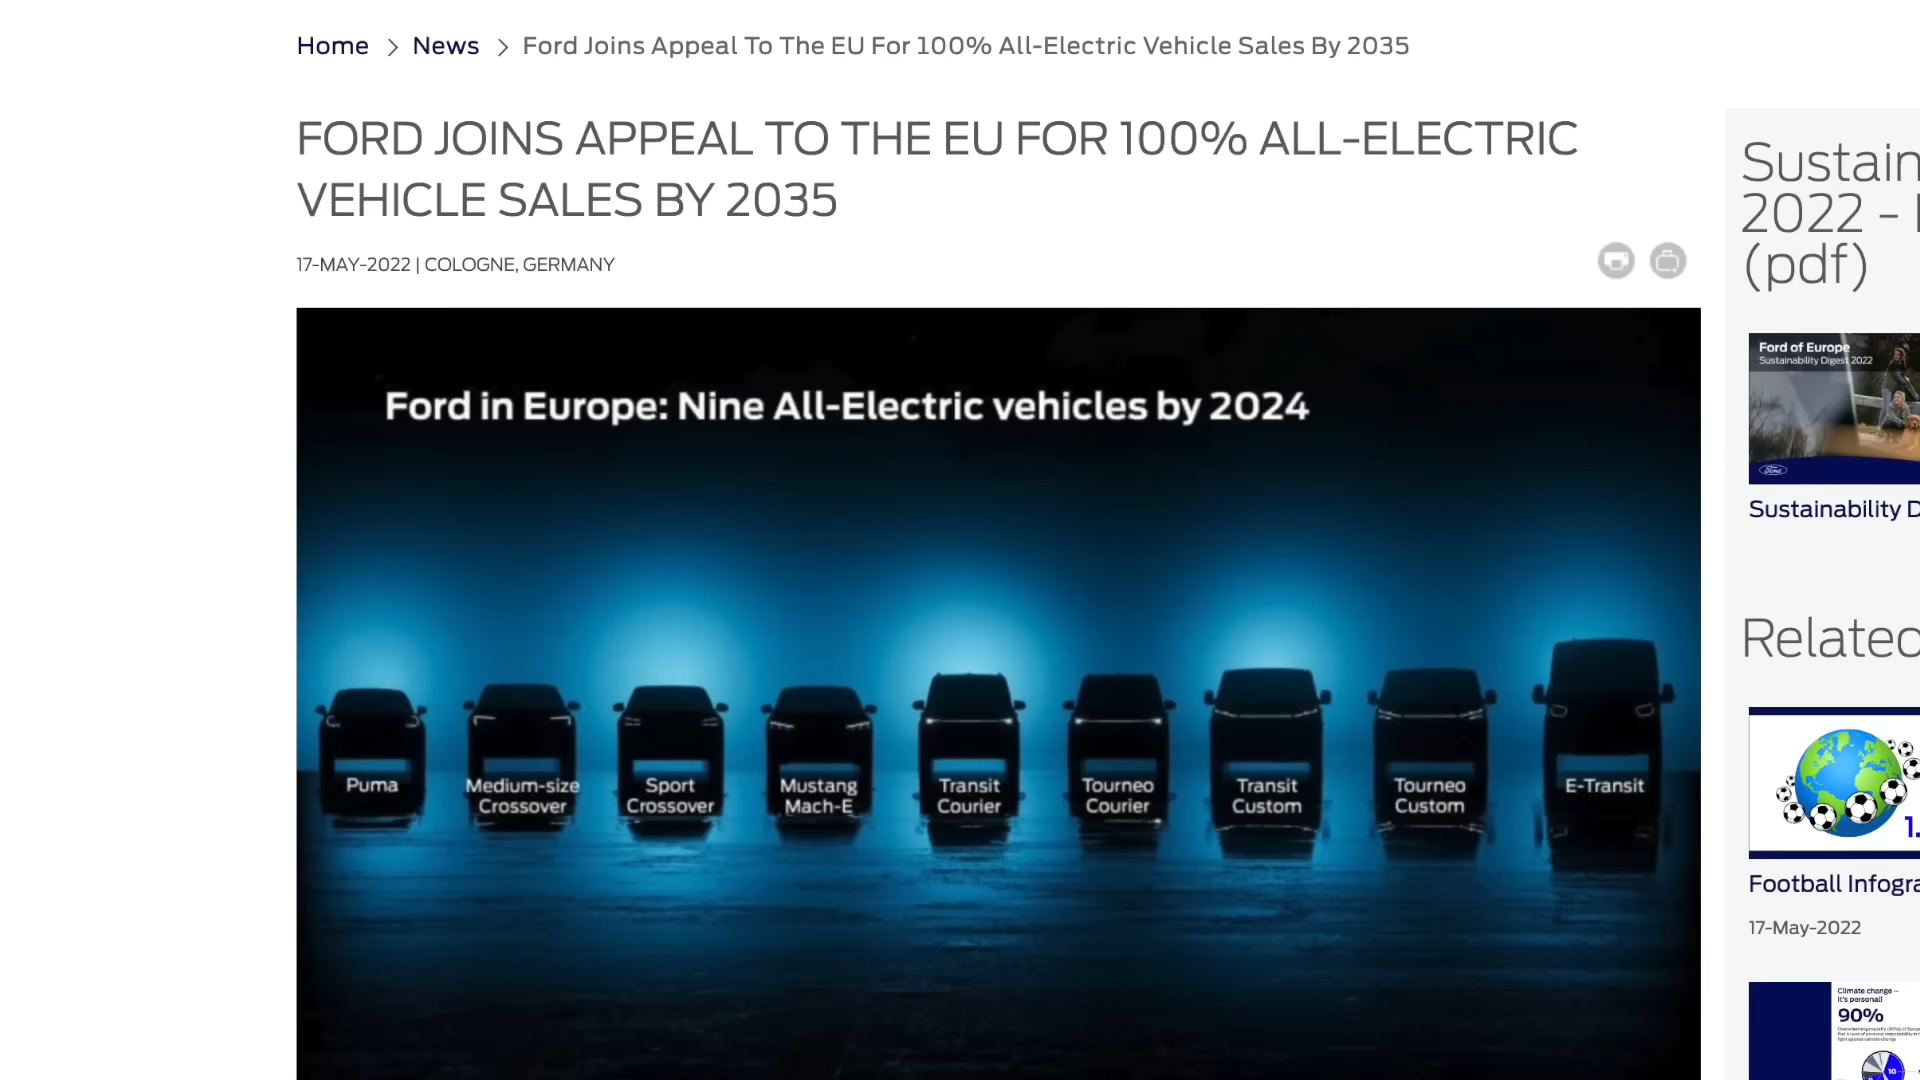 Home > News > Ford Joins Appeal To The EU For 100% All-Electric Vehicle Sales By 2035
FORD JOINS APPEAL TO THE EU FOR 100% ALL-ELECTRIC
VEHICLE SALES BY 2035
17-MAY-2022 | COLOGNE, GERMANY
Ford in Europe: Nine All-Electric vehicles by 2024
Puma
Medium-size
Crossover
Sport
Crossover
Mustang
Mach-E
Transit
Courier
Tourneo
Courier
Transit
Custom
Tourneo
Custom
E-Transit
Sustain
2022 -
(pdf)
Ford of Europe
Sustainability Digest 2022
Ford
Sustainability D
Related
1.
Football Infogra
17-May-2022
Climate change –
it's personal!
90%
10